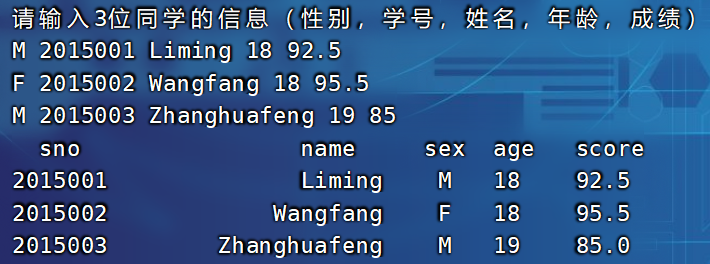 请输入3位同学的信息（性别，学号，姓名，年龄，成绩）
M 2015001 Liming 18 92.5
F 2015002 Wangfang 18 95.5
M 2015003 Zhanghuafeng 19 85
sno name sex age score
2015001 Liming M 18 92.5
2015002 Wangfang F 18 95.5
2015003 Zhanghuafeng M 19 85.0